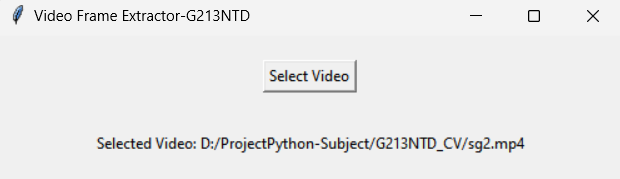 Video Frame Extractor-G213NTD
Select Video
Selected Video: D:/ProjectPython-Subject/G213NTD_CV/sg2.mp4